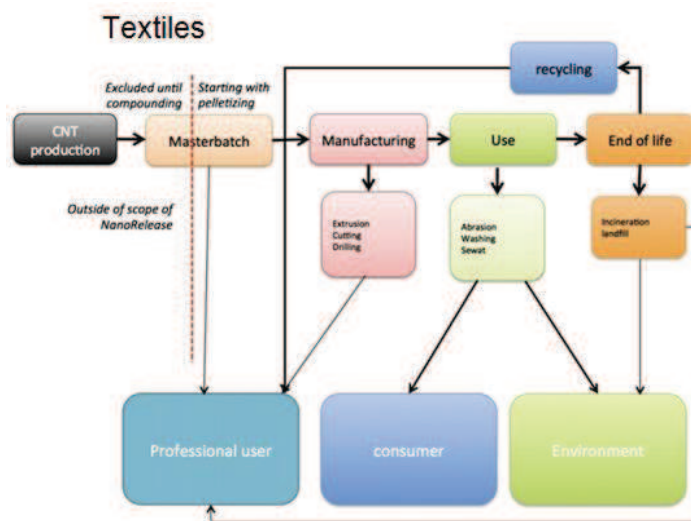 Textiles
Excluded until
compounding
Starting with
pelletizing
recycling
CNT
production
Masterbatch
Manufacturing
Use
End of life
Outside of scope of
NanoRelease
Extrusion
Cutting
Drilling
Abrasion
Washing
Sewat
Incineration
landfill
Professional user
consumer
Environment